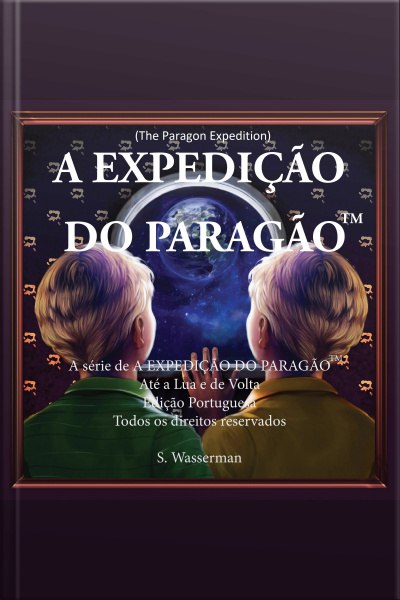 (The Paragon Expedition)
A EXPEDIÇÃO
DO PARAGÃO™
A série de A EXPEDIÇÃO DO PARAGÃO™
Até a Lua e de Volta
Edição Portuguesa
Todos os direitos reservados
S. Wasserman